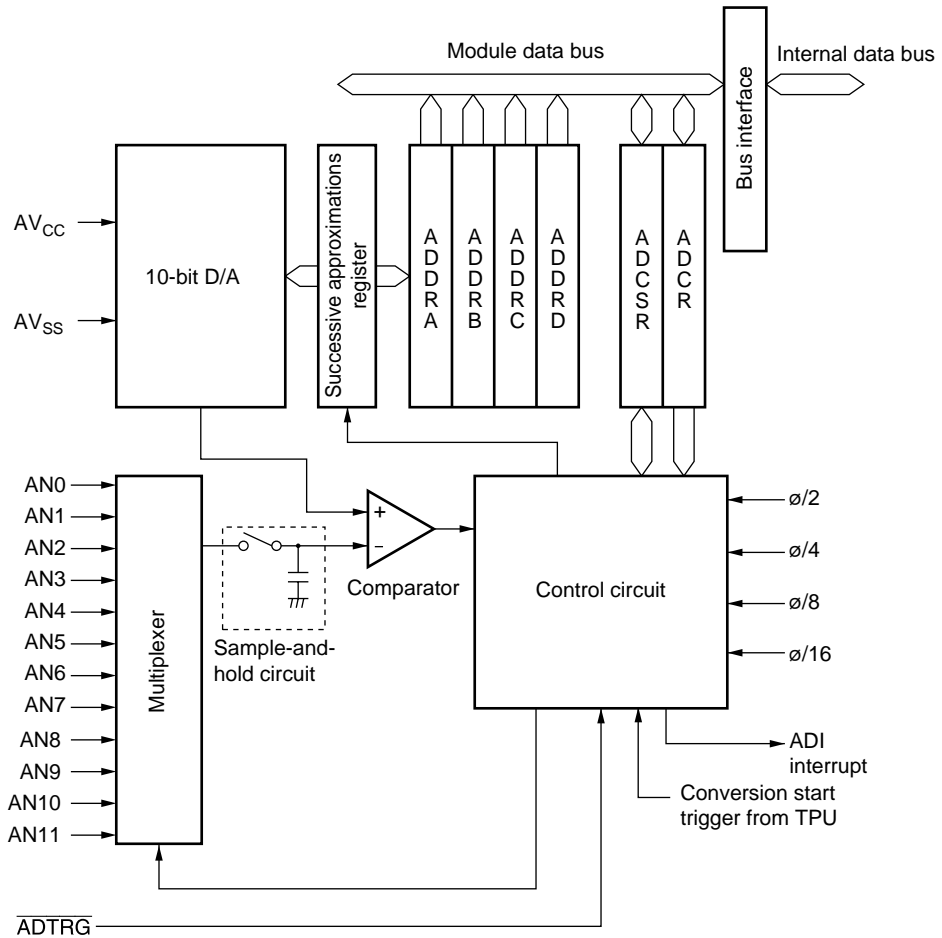 Module data bus
Internal data bus
Bus interface
AVCC
AVSS
10-bit D/A
Successive approximations
register
ADDRA
ADDRB
ADDRC
ADDRD
ADCSR
ADCR
AN0
AN1
AN2
AN3
AN4
AN5
AN6
AN7
AN8
AN9
AN10
AN11
Multiplexer
+
−
Comparator
Sample-and-
hold circuit
Control circuit
ø/2
ø/4
ø/8
ø/16
ADI
interrupt
Conversion start
trigger from TPU
ADTRG